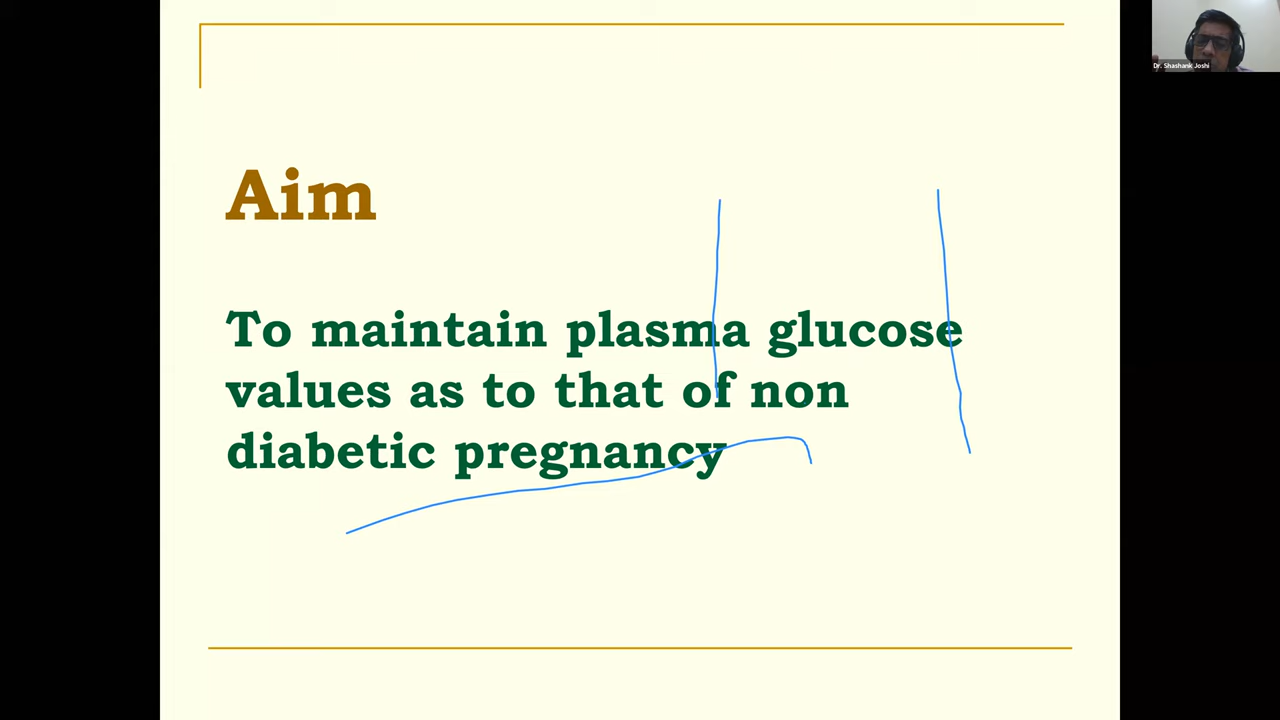 Dr. Shashank Joshi
Aim
To maintain plasma glucose
values as to that of non
diabetic pregnancy